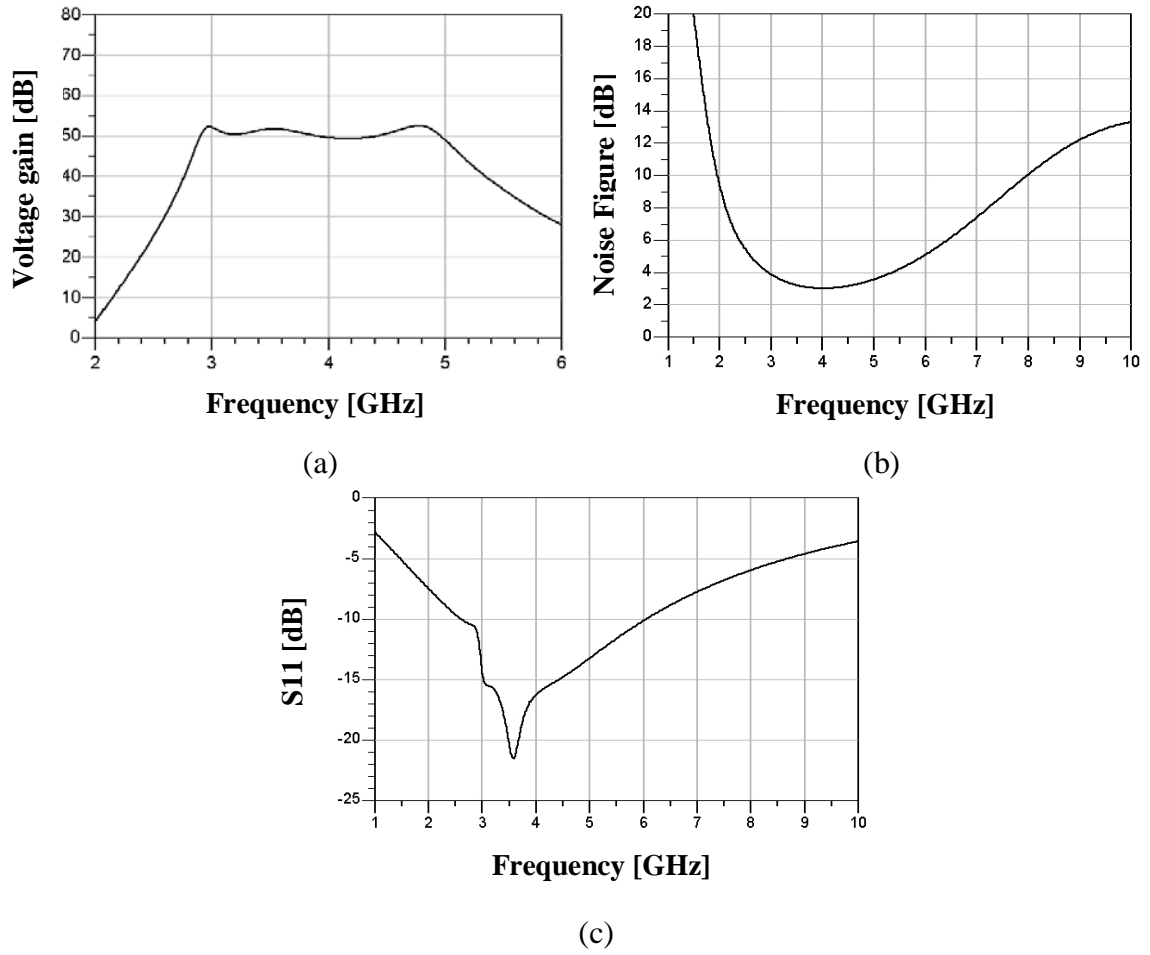 Voltage gain [dB]
80
70
60
50
40
30
20
10
0
2 3 4 5 6
Frequency [GHz]
(a)
Noise Figure [dB]
20
18
16
14
12
10
8
6
4
2
0
1 2 3 4 5 6 7 8 9 10
Frequency [GHz]
(b)
S11 [dB]
0
-5
-10
-15
-20
-25
1 2 3 4 5 6 7 8 9 10
Frequency [GHz]
(c)